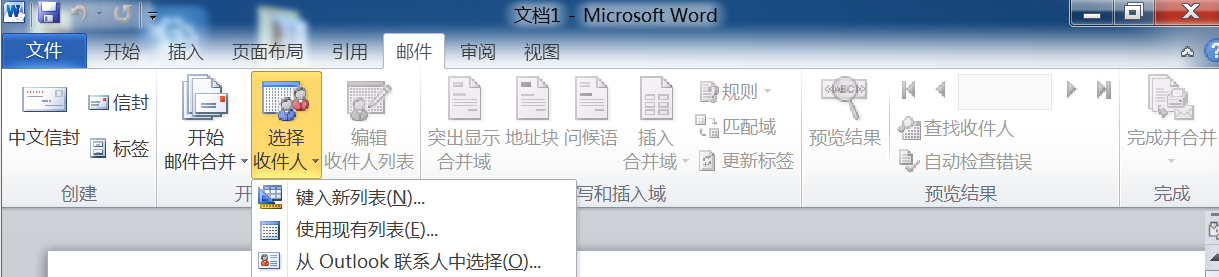 文档1 - Microsoft Word
文件 开始 插入 页面布局 引用 邮件 审阅 视图
中文信封 信封 标签 开始邮件合并 选择收件人 编辑收件人列表 突出显示合并域 地址块 问候语 插入合并域 规则 匹配域 更新标签 预览结果 查找收件人 自动检查错误 完成并合并
创建 开 写和插入域 预览结果 完成
键入新列表(N)...
使用现有列表(E)...
从 Outlook 联系人中选择(O)...